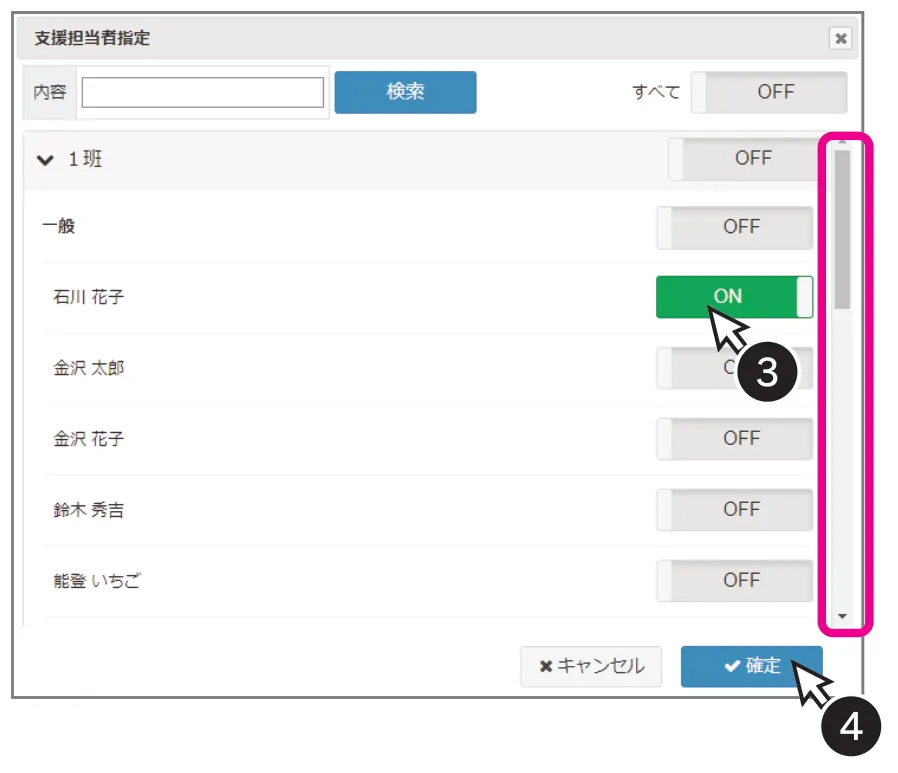 支援担当者指定
内容 検索 すべて OFF
1班 OFF
一般 OFF
石川 花子 ON
金沢 太郎
3
金沢 花子 OFF
鈴木 秀吉 OFF
能登 いちご OFF
キャンセル 確定
4